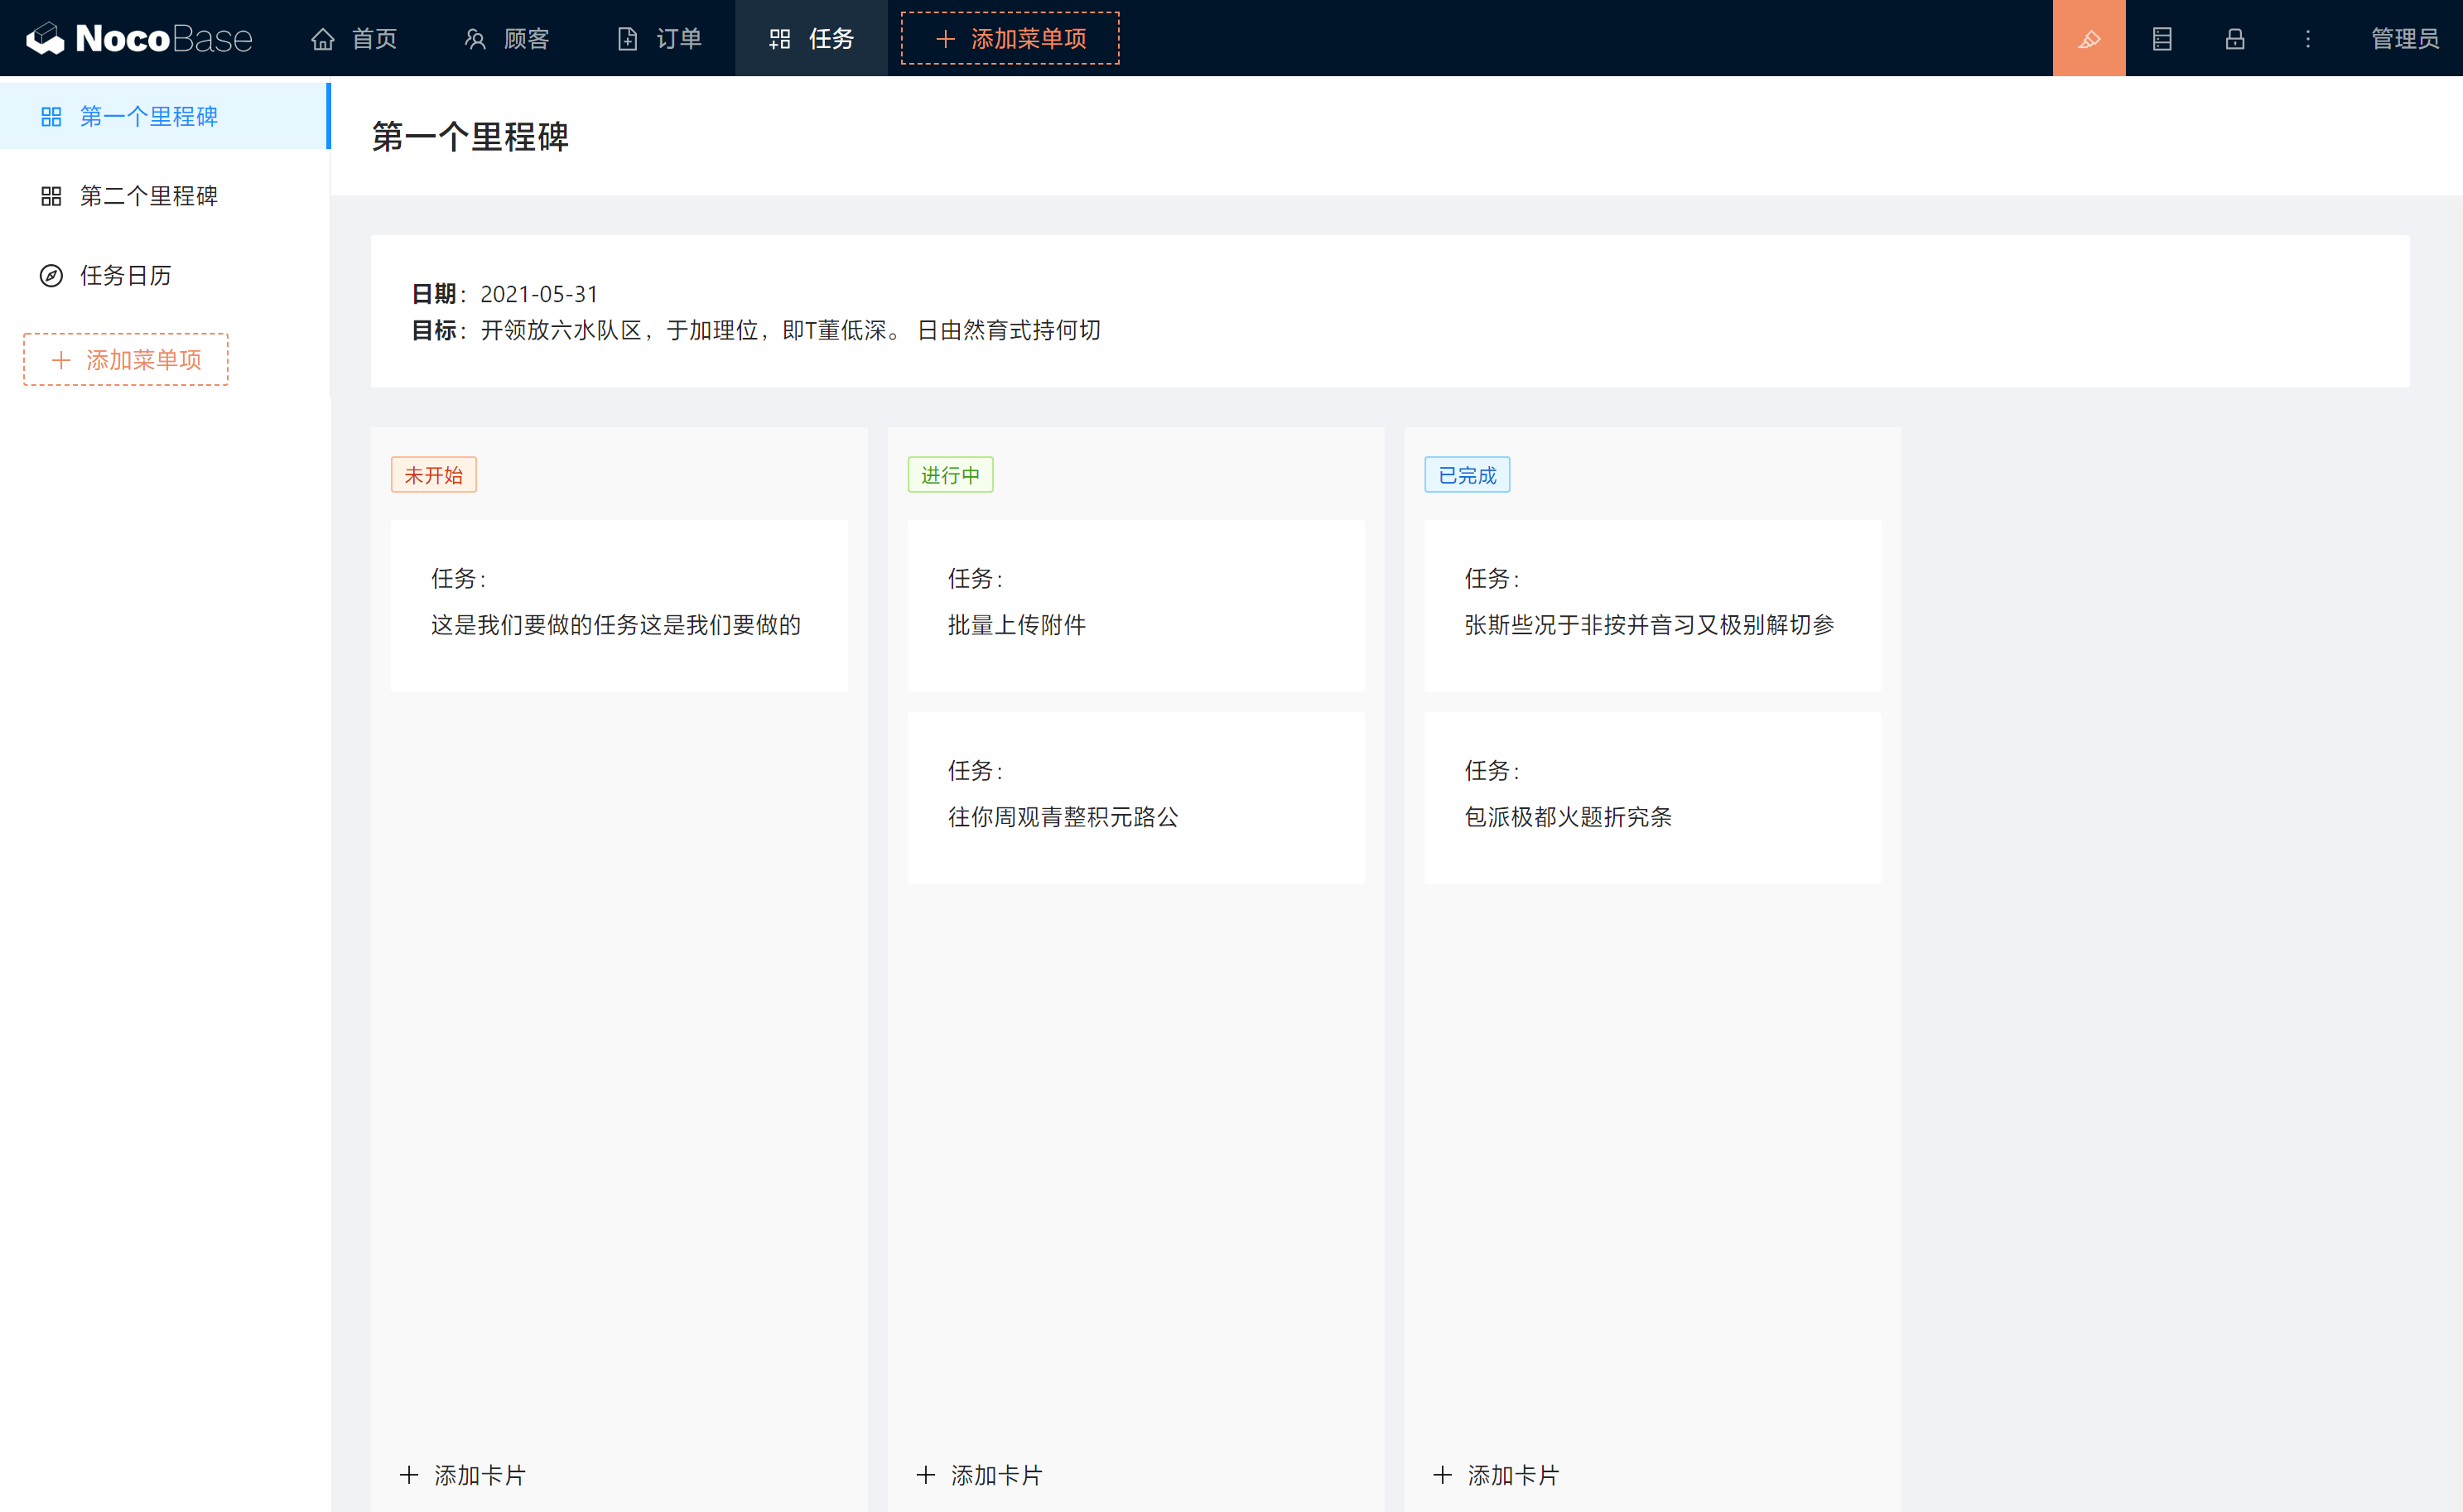 NocoBase
首页
顾客
订单
任务
添加菜单项
管理员
第一个里程碑
第二个里程碑
任务日历
添加菜单项
第一个里程碑
日期：2021-05-31
目标：开领放六水队区，于加理位，即T董低深。 日由然育式持何切
未开始
任务：
这是我们要做的任务这是我们要做的
添加卡片
进行中
任务：
批量上传附件
任务：
往你周观青整积元路公
添加卡片
已完成
任务：
张斯些况于非按并音习又极别解切参
任务：
包派极都火题折究条
添加卡片